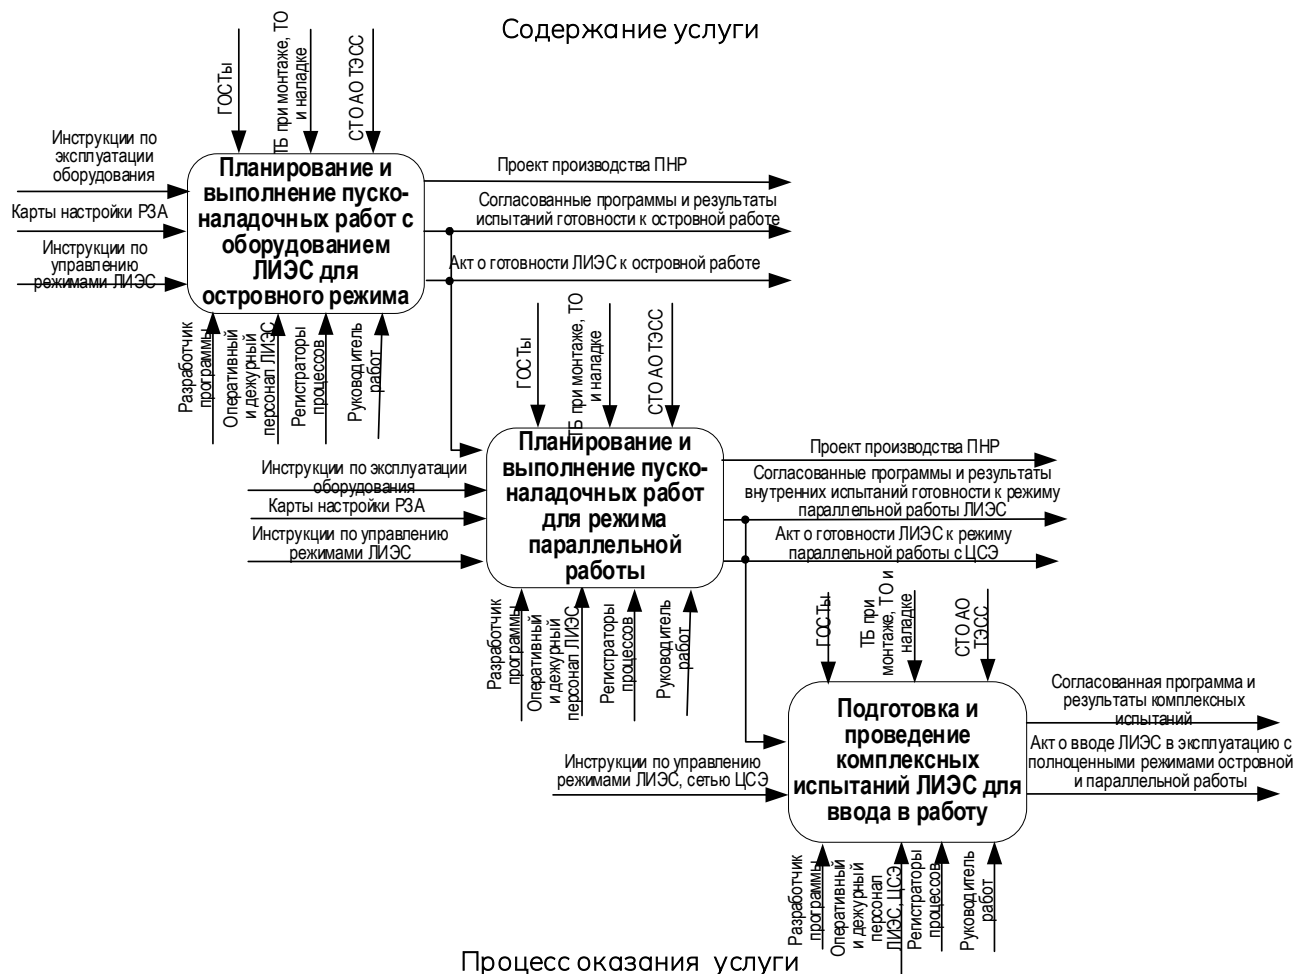 Содержание услуги
ГОСТы
ТБ при монтаже, ТО
и наладке
СТО АО ТЭСС
Инструкции по
эксплуатации
оборудования
Карты настройки РЗА
Инструкции по
управлению
режимами ЛИЭС
Планирование и
выполнение пуско-
наладочных работ с
оборудованием
ЛИЭС для
островного режима
Проект производства ПНР
Согласованные программы и результаты
испытаний готовности к островной работе
Акт о готовности ЛИЭС к островной работе
Разработчик
программы
Оперативный
и дежурный
персонал ЛИЭС
Регистраторы
процессов
Руководитель
работ
ГОСТы
ТБ при монтаже, ТО
и наладке
СТО АО ТЭСС
Инструкции по эксплуатации
оборудования
Карты настройки РЗА
Инструкции по управлению
режимами ЛИЭС
Планирование и
выполнение пуско-
наладочных работ
для режима
параллельной
работы
Проект производства ПНР
Согласованные программы и результаты
внутренних испытаний готовности к режиму
параллельной работы ЛИЭС
Акт о готовности ЛИЭС к режиму
параллельной работы с ЦСЭ
Разработчик
программы
Оперативный
и дежурный
персонал ЛИЭС
Регистраторы
процессов
Руководитель
работ
ГОСТы
ТБ при
монтаже, ТО и
наладке
СТО АО
ТЭСС
Инструкции по управлению
режимами ЛИЭС, сетью ЦСЭ
Подготовка и
проведение
комплексных
испытаний ЛИЭС для
ввода в работу
Согласованная программа и
результаты комплексных
испытаний
Акт о вводе ЛИЭС в эксплуатацию с
полноценными режимами островной
и параллельной работы
Разработчик
программы
Оперативный
и дежурный
персонал
ЛИЭС, ЦСЭ
Регистраторы
процессов
Руководитель
работ
Процесс оказания услуги